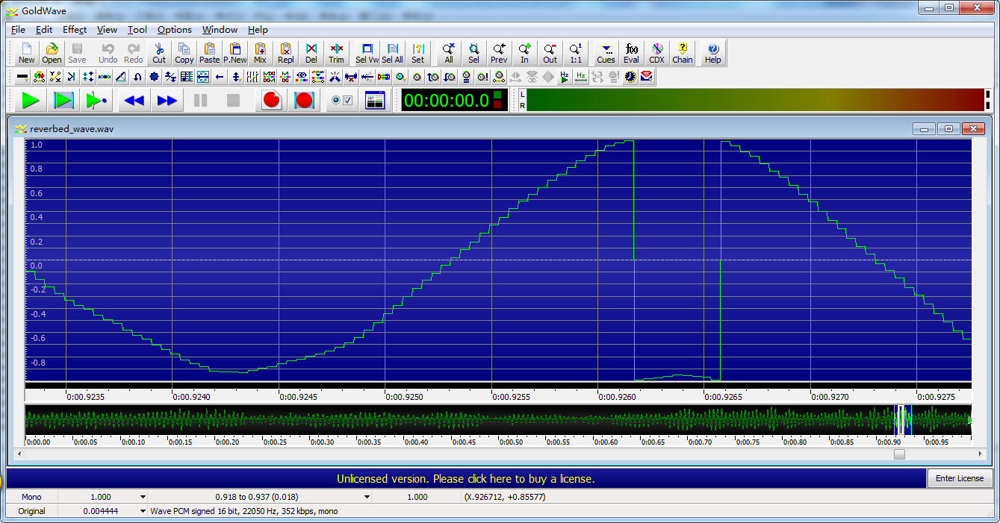 GoldWave
File Edit Effect View Tool Options Window Help
New Open Save Undo Redo Cut Copy Paste P.New Mix Repl Del Trim Sel Vw Sel All Set All Sel Prev In Out 1:1 Cues Eval CDX Chain Help
00:00:00.0
L
R
reverbed_wave.wav
1.0
0.8
0.6
0.4
0.2
0.0
-0.2
-0.4
-0.6
-0.8
0:00.9235 0:00.9240 0:00.9245 0:00.9250 0:00.9255 0:00.9260 0:00.9265 0:00.9270 0:00.9275
0:00.00 0:00.05 0:00.10 0:00.15 0:00.20 0:00.25 0:00.30 0:00.35 0:00.40 0:00.45 0:00.50 0:00.55 0:00.60 0:00.65 0:00.70 0:00.75 0:00.80 0:00.85 0:00.90 0:00.95
Unlicensed version. Please click here to buy a license.
Enter License
Mono 1.000 0.918 to 0.937 (0.018) 1.000 (X.926712, +0.85577)
Original 0.004444 Wave PCM signed 16 bit, 22050 Hz, 352 kbps, mono